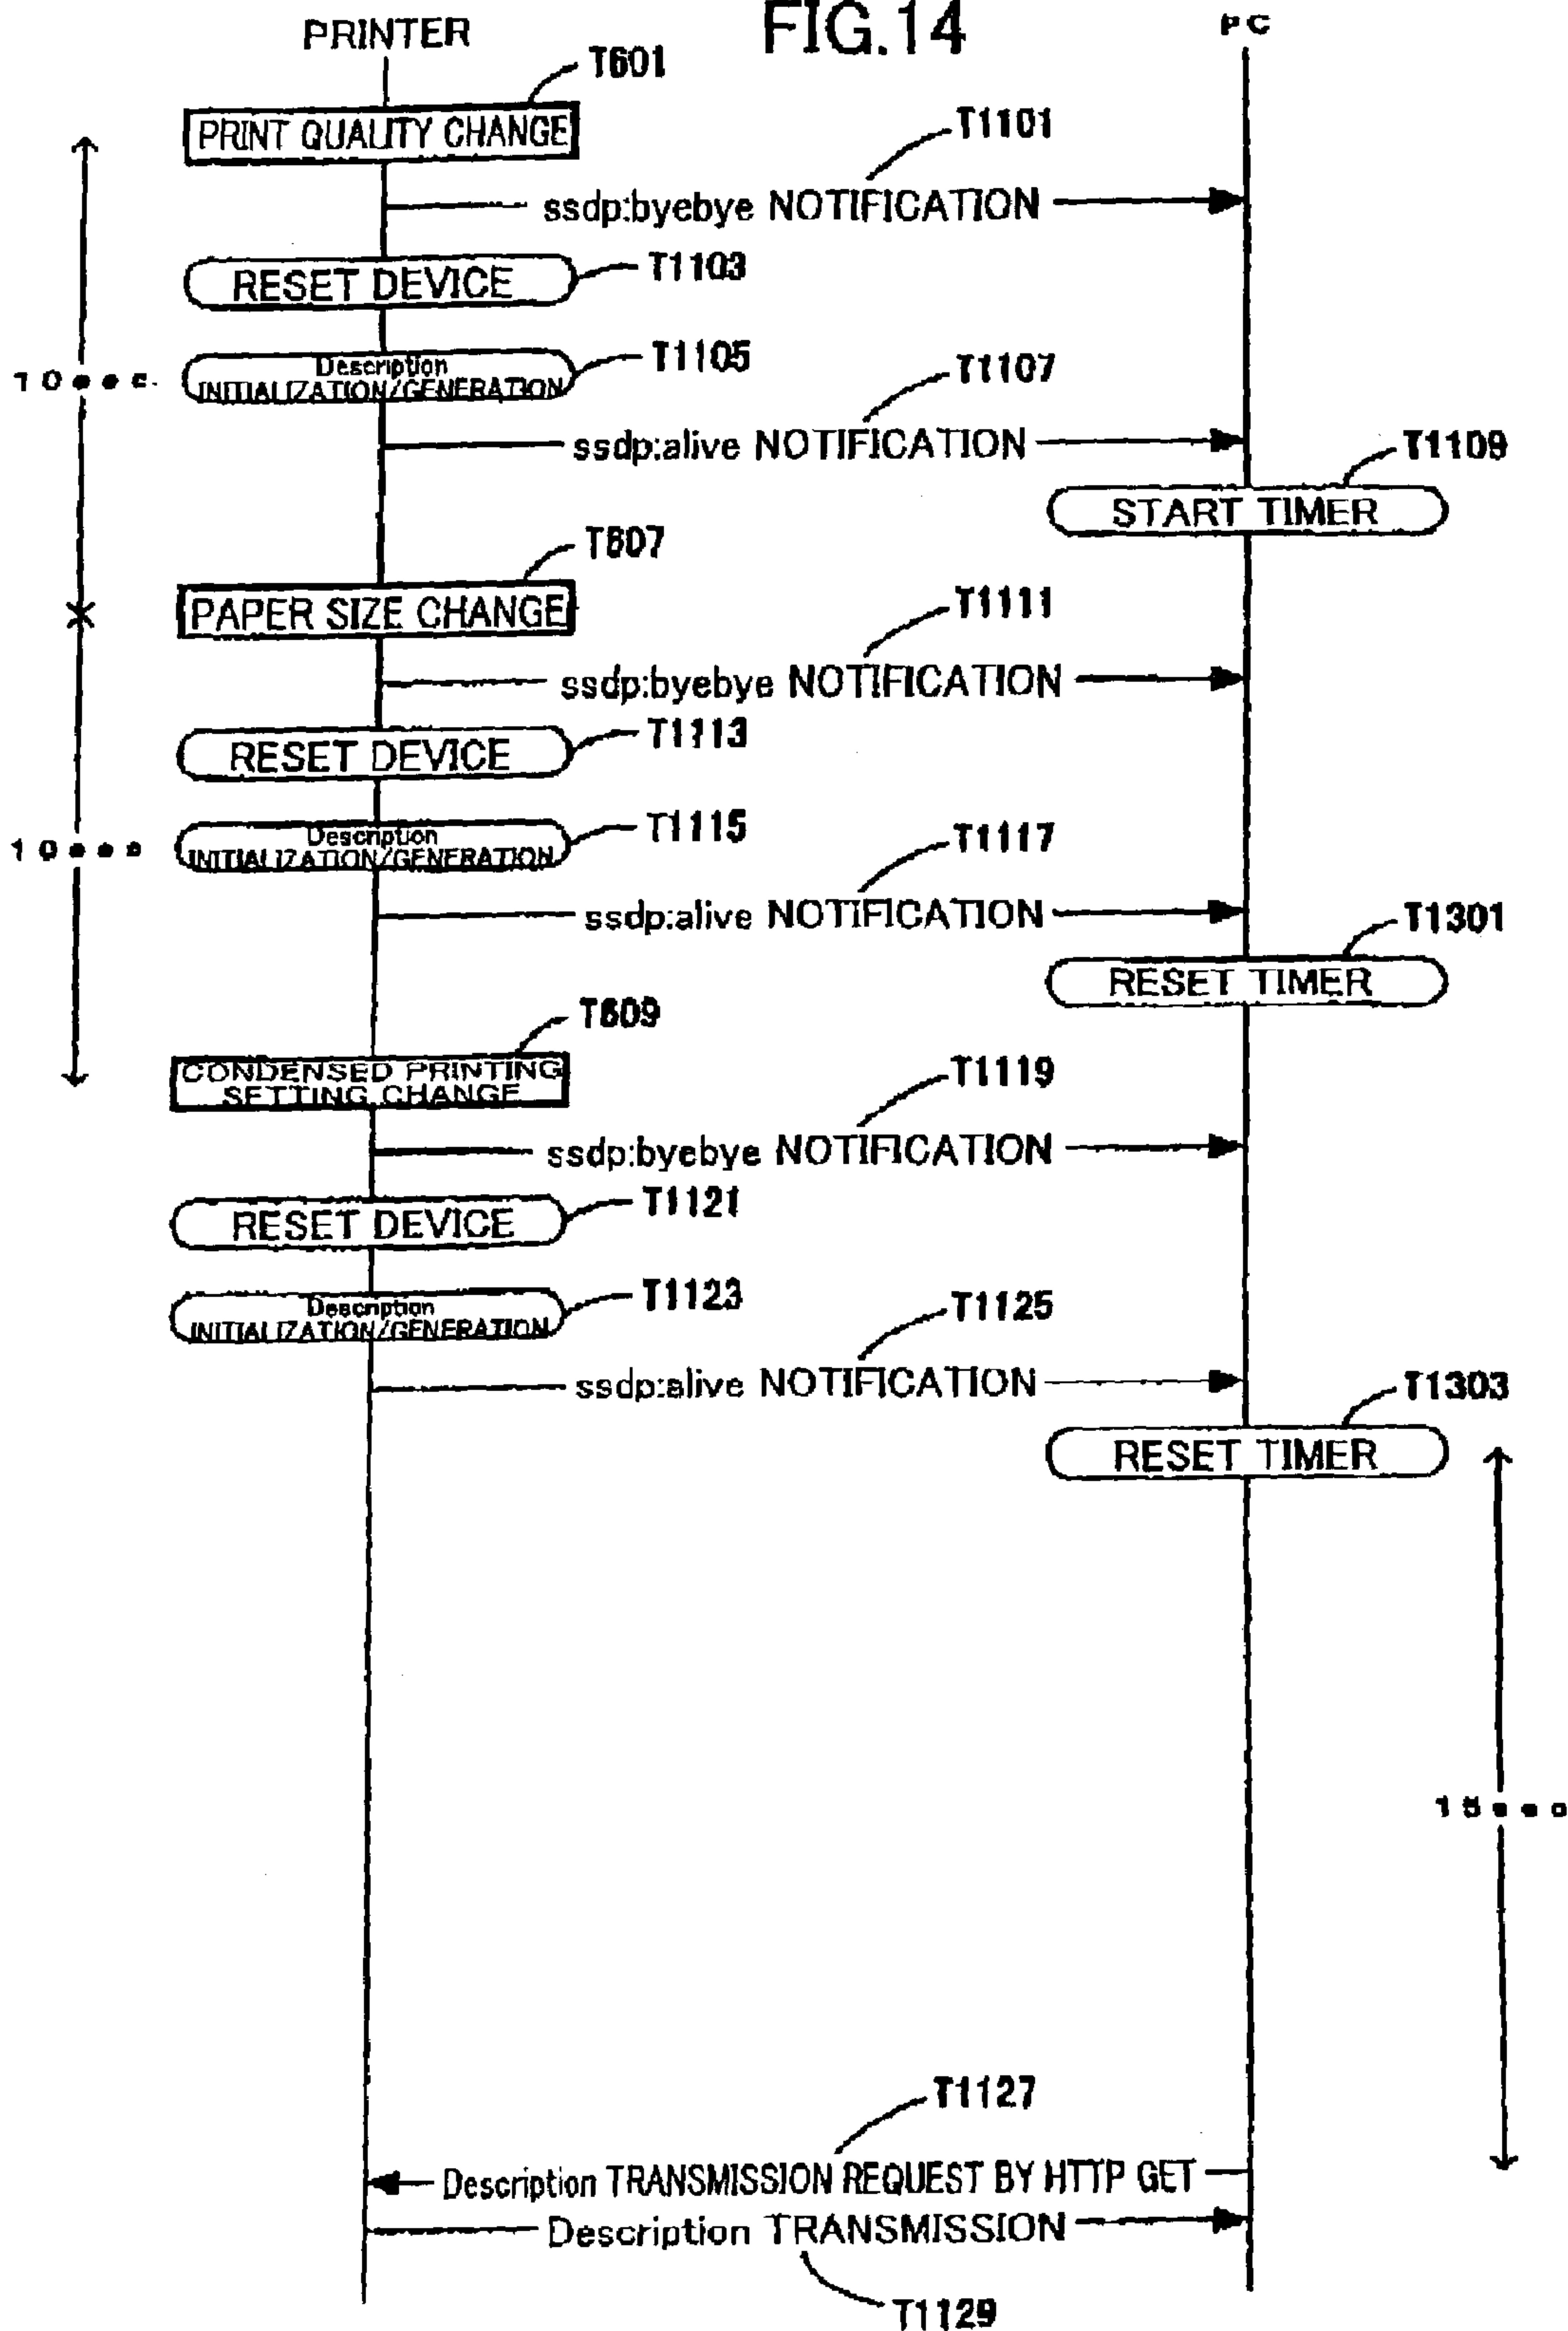 FIG.14
PRINTER
PC
T601
PRINT QUALITY CHANGE
T1101
ssdp:byebye NOTIFICATION
RESET DEVICE
T1103
Description
INITIALIZATION/GENERATION
T1105
10
T1107
ssdp:alive NOTIFICATION
T1109
START TIMER
T607
PAPER SIZE CHANGE
T1111
ssdp:byebye NOTIFICATION
RESET DEVICE
T1113
Description
INITIALIZATION/GENERATION
T1115
10
T1117
ssdp:alive NOTIFICATION
T1301
RESET TIMER
T609
CONDENSED PRINTING
SETTING CHANGE
T1119
ssdp:byebye NOTIFICATION
RESET DEVICE
T1121
Description
INITIALIZATION/GENERATION
T1123
T1125
ssdp:alive NOTIFICATION
T1303
RESET TIMER
15
T1127
Description TRANSMISSION REQUEST BY HTTP GET
Description TRANSMISSION
T1129